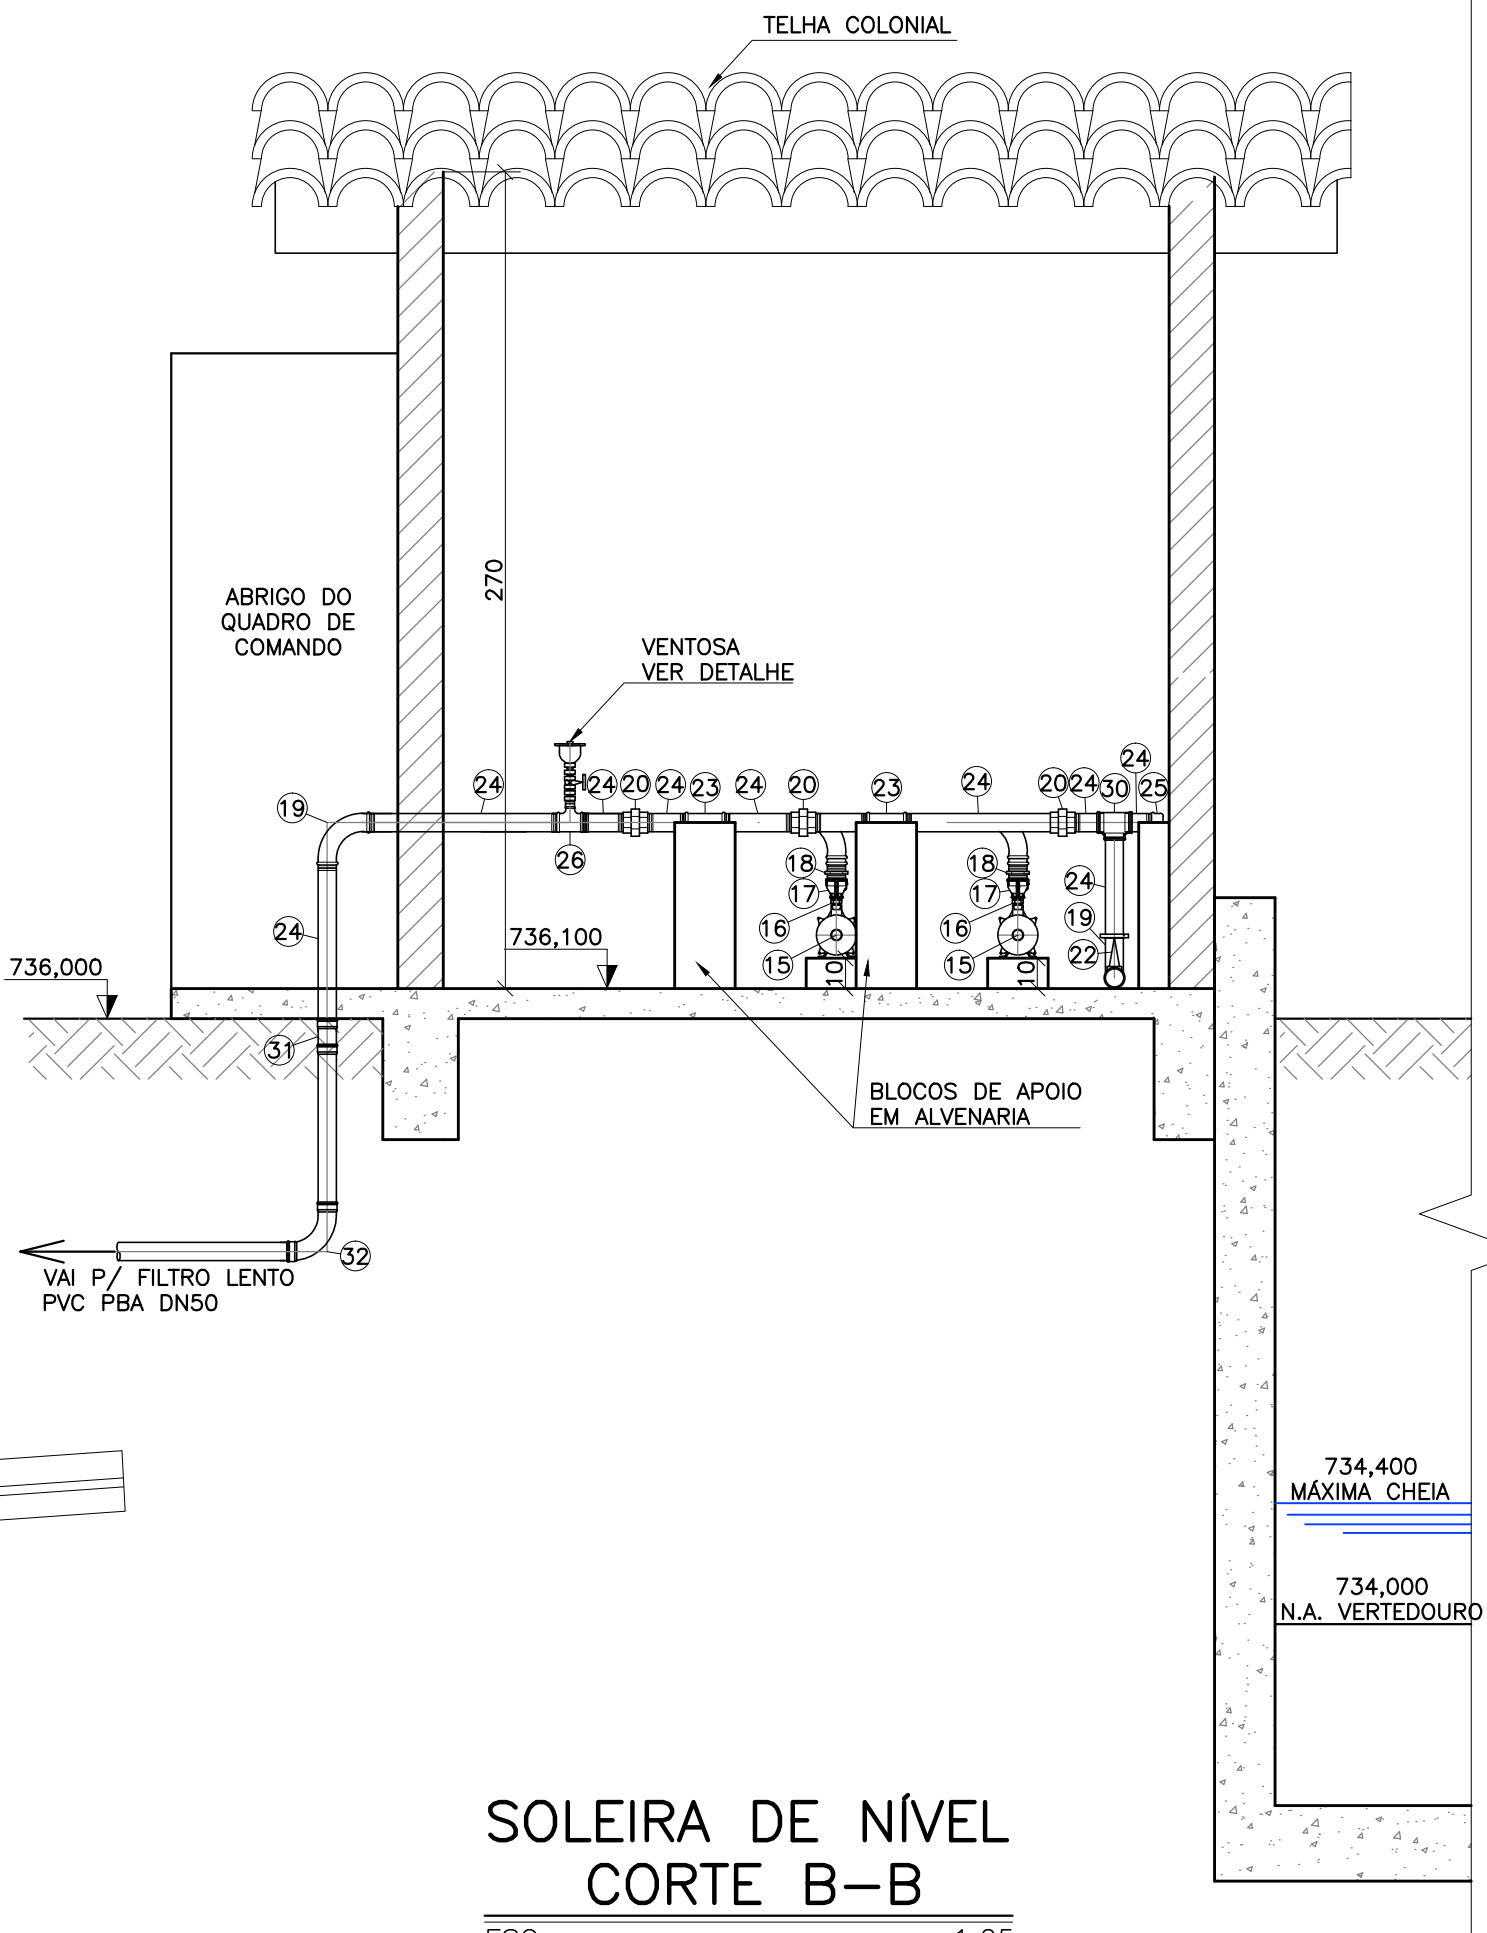 TELHA COLONIAL
270
ABRIGO DO
QUADRO DE
COMANDO
VENTOSA
VER DETALHE
24
24
20
24
23
24
20
23
24
20
24
30
24
25
19
26
18
17
16
15
10
18
17
16
15
10
24
19
22
24
736,100
736,000
31
BLOCOS DE APOIO
EM ALVENARIA
32
VAI P/ FILTRO LENTO
PVC PBA DN50
734,400
MÁXIMA CHEIA
734,000
N.A. VERTEDOURO
SOLEIRA DE NÍVEL
CORTE B-B